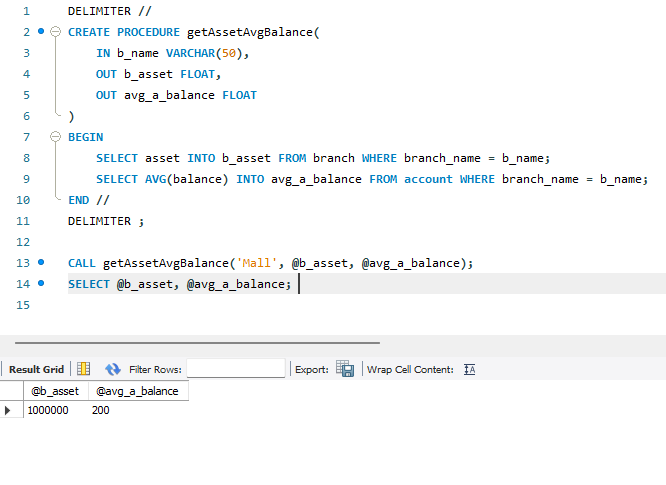 1 DELIMITER //
2 CREATE PROCEDURE getAssetAvgBalance(
3 IN b_name VARCHAR(50),
4 OUT b_asset FLOAT,
5 OUT avg_a_balance FLOAT
6 )
7 BEGIN
8 SELECT asset INTO b_asset FROM branch WHERE branch_name = b_name;
9 SELECT AVG(balance) INTO avg_a_balance FROM account WHERE branch_name = b_name;
10 END //
11 DELIMITER ;
12
13 CALL getAssetAvgBalance('Mall', @b_asset, @avg_a_balance);
14 SELECT @b_asset, @avg_a_balance;
15
Result Grid Filter Rows: Export: Wrap Cell Content: IA
@b_asset @avg_a_balance
1000000 200